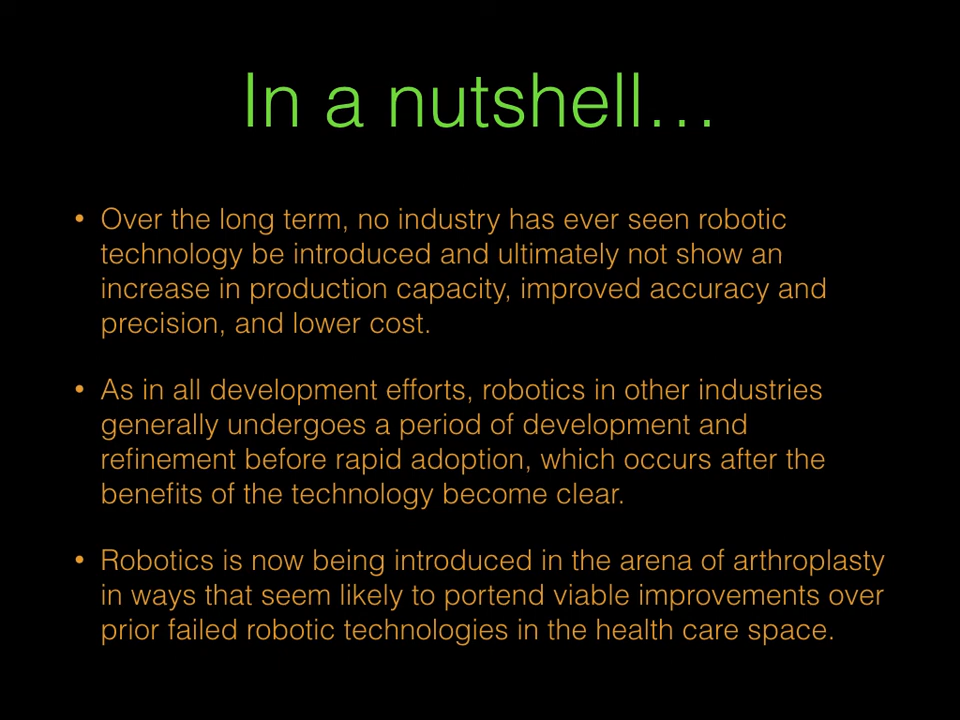 In a nutshell…
• Over the long term, no industry has ever seen robotic
technology be introduced and ultimately not show an
increase in production capacity, improved accuracy and
precision, and lower cost.
• As in all development efforts, robotics in other industries
generally undergoes a period of development and
refinement before rapid adoption, which occurs after the
benefits of the technology become clear.
• Robotics is now being introduced in the arena of arthroplasty
in ways that seem likely to portend viable improvements over
prior failed robotic technologies in the health care space.